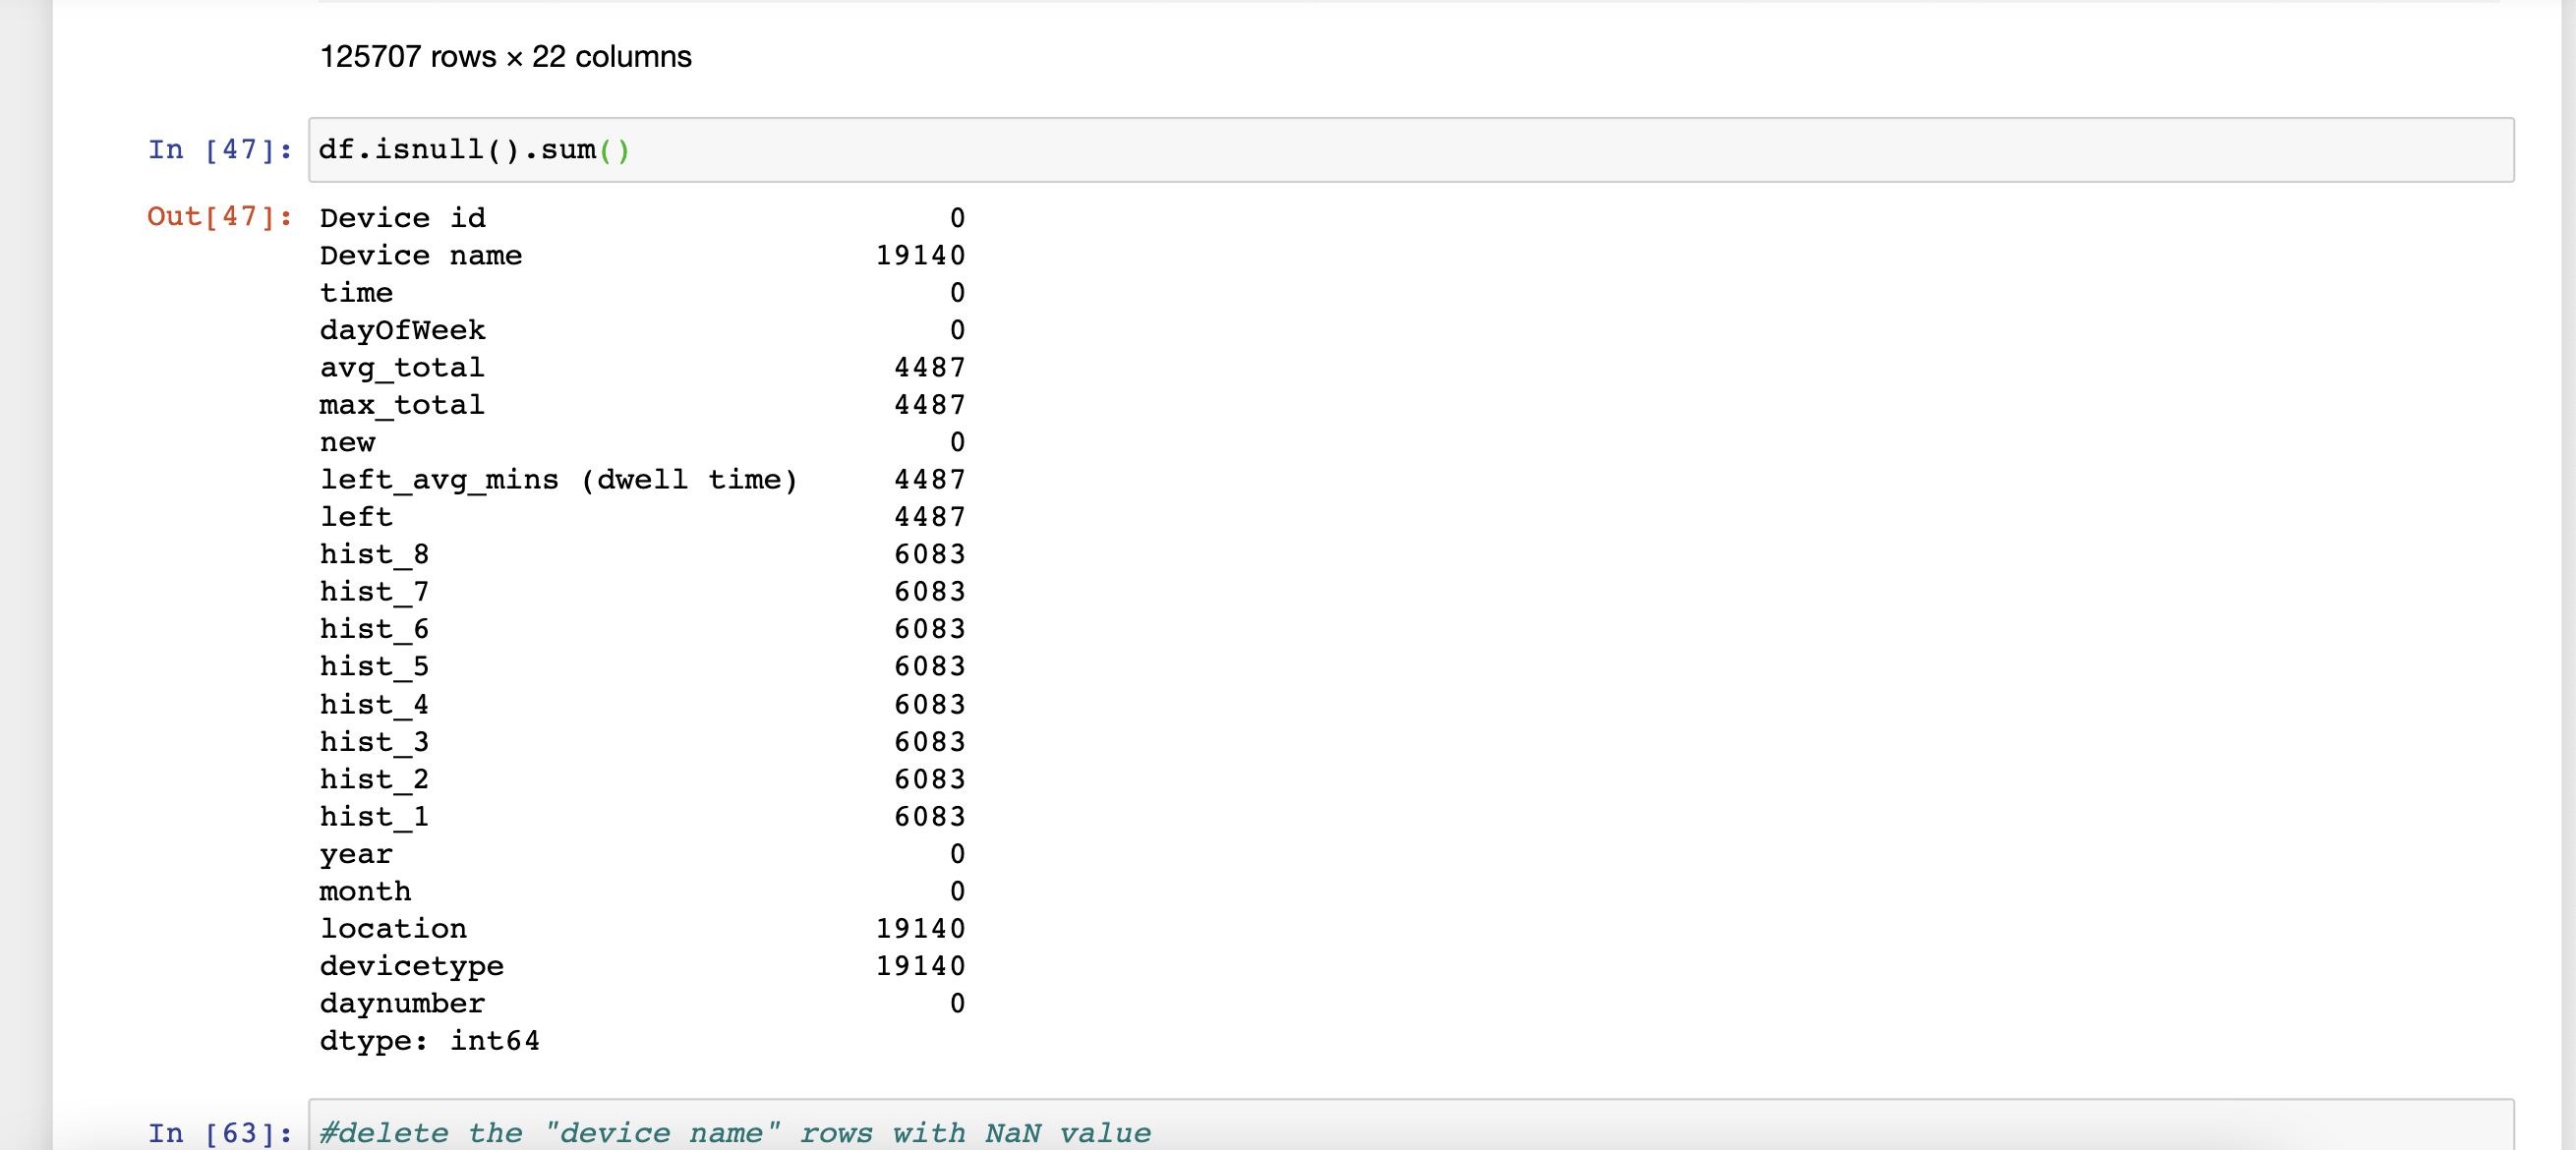 125707 rows × 22 columns
In [47]: df.isnull().sum()
Out[47]: Device id 0
Device name 19140
time 0
dayOfWeek 0
avg_total 4487
max_total 4487
new 0
left_avg_mins (dwell time) 4487
left 4487
hist_8 6083
hist_7 6083
hist_6 6083
hist_5 6083
hist_4 6083
hist_3 6083
hist_2 6083
hist_1 6083
year 0
month 0
location 19140
devicetype 19140
daynumber 0
dtype: int64
In [63]: #delete the "device name" rows with NaN value